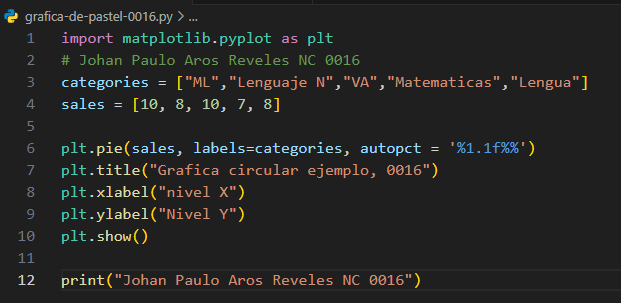 grafica-de-pastel-0016.py > ...
1 import matplotlib.pyplot as plt
2 # Johan Paulo Aros Reveles NC 0016
3 categories = ["ML","Lenguaje N","VA","Matematicas","Lengua"]
4 sales = [10, 8, 10, 7, 8]
5
6 plt.pie(sales, labels=categories, autopct = '%1.1f%%')
7 plt.title("Grafica circular ejemplo, 0016")
8 plt.xlabel("nivel X")
9 plt.ylabel("Nivel Y")
10 plt.show()
11
12 print("Johan Paulo Aros Reveles NC 0016")